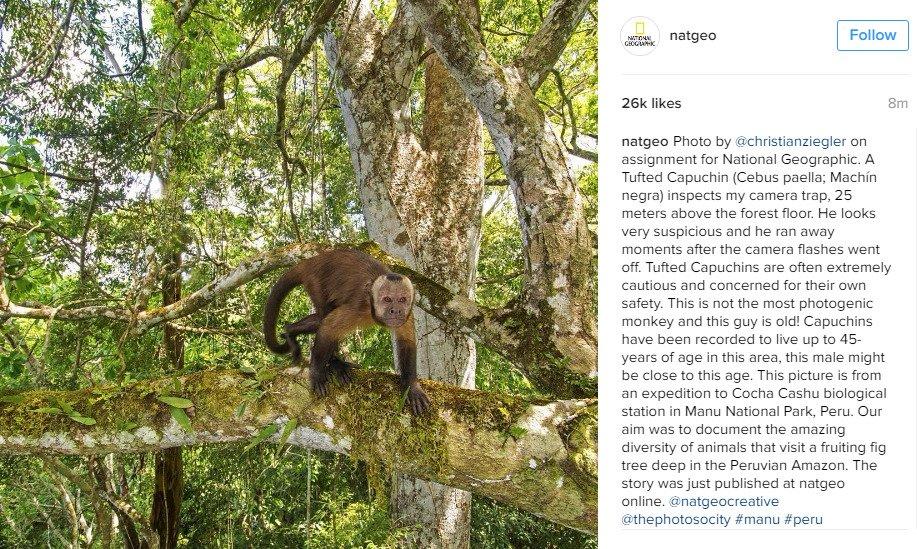 NATIONAL
GEOGRAPHIC
natgeo
Follow
26k likes
8m
natgeo Photo by @christianziegler on
assignment for National Geographic. A
Tufted Capuchin (Cebus paella; Machín
negra) inspects my camera trap, 25
meters above the forest floor. He looks
very suspicious and he ran away
moments after the camera flashes went
off. Tufted Capuchins are often extremely
cautious and concerned for their own
safety. This is not the most photogenic
monkey and this guy is old! Capuchins
have been recorded to live up to 45-
years of age in this area, this male might
be close to this age. This picture is from
an expedition to Cocha Cashu biological
station in Manu National Park, Peru. Our
aim was to document the amazing
diversity of animals that visit a fruiting fig
tree deep in the Peruvian Amazon. The
story was just published at natgeo
online. @natgeocreative
@thephotosocity #manu #peru